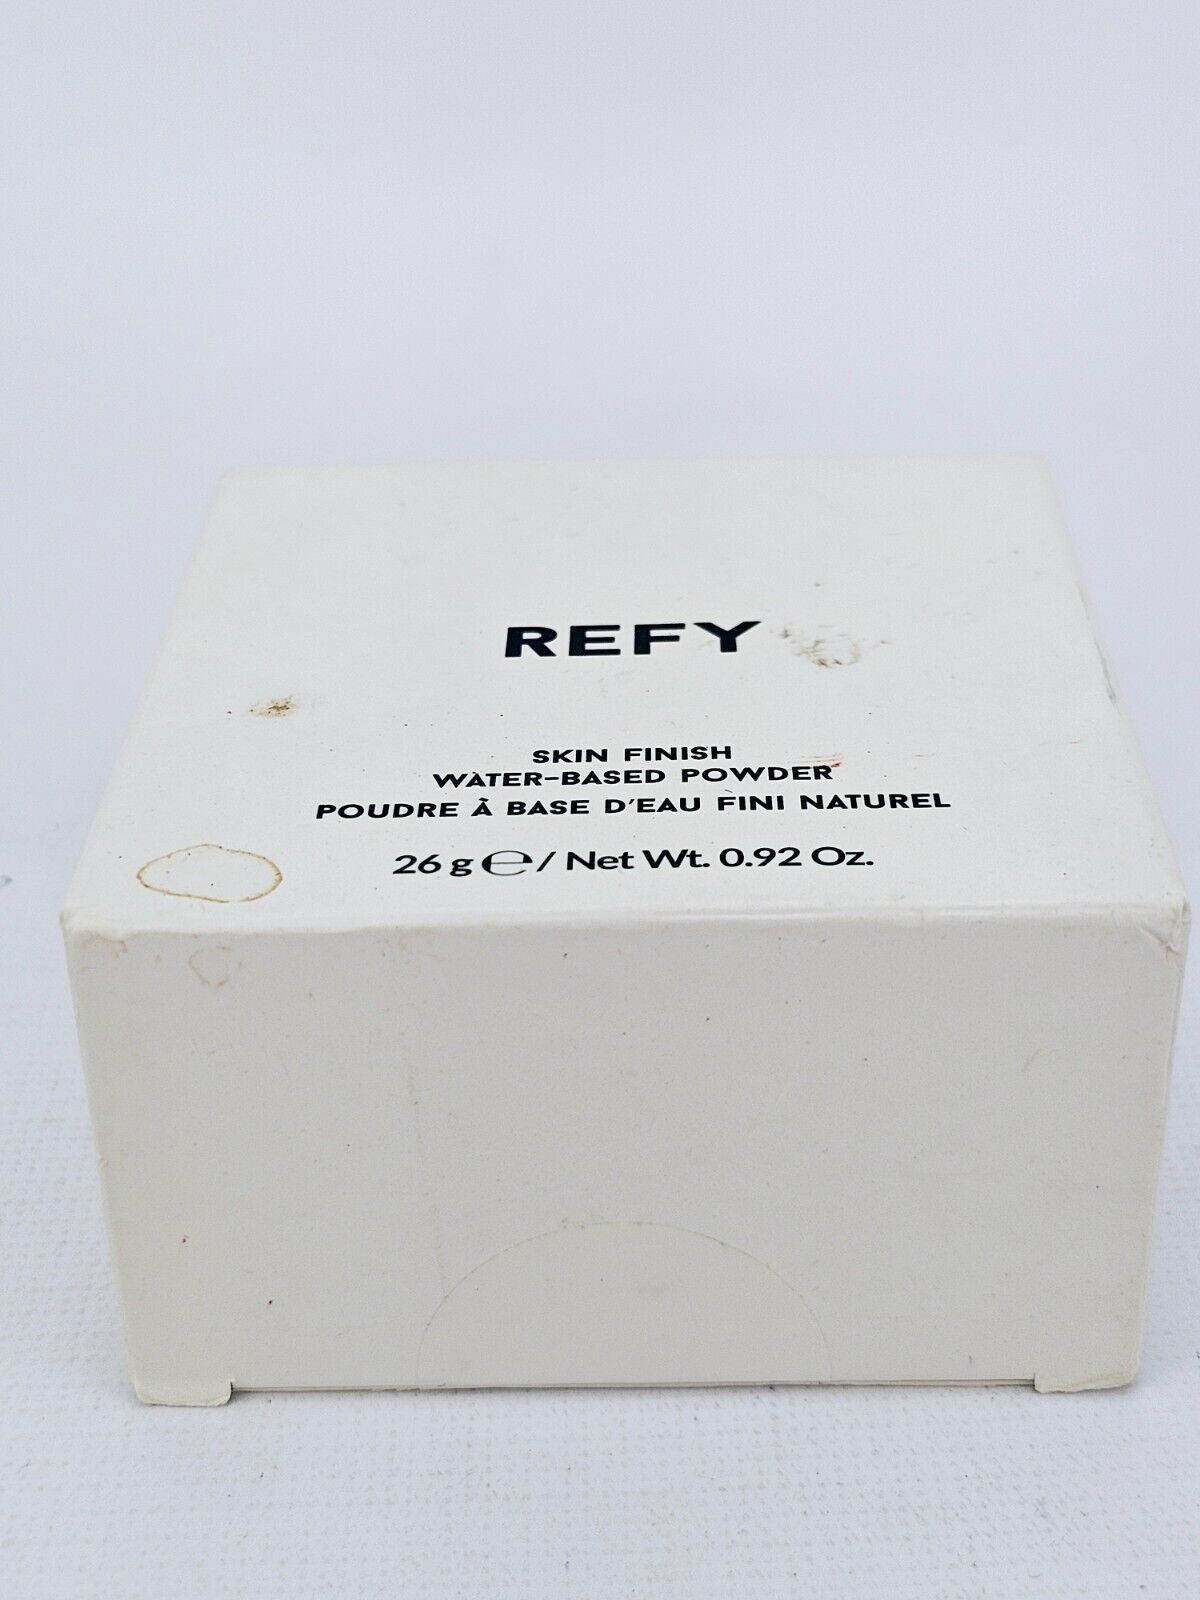 REFY
SKIN FINISH
WATER-BASED POWDER
POUDRE À BASE D'EAU FINI NATUREL
26 g ℮ / Net Wt. 0.92 Oz.